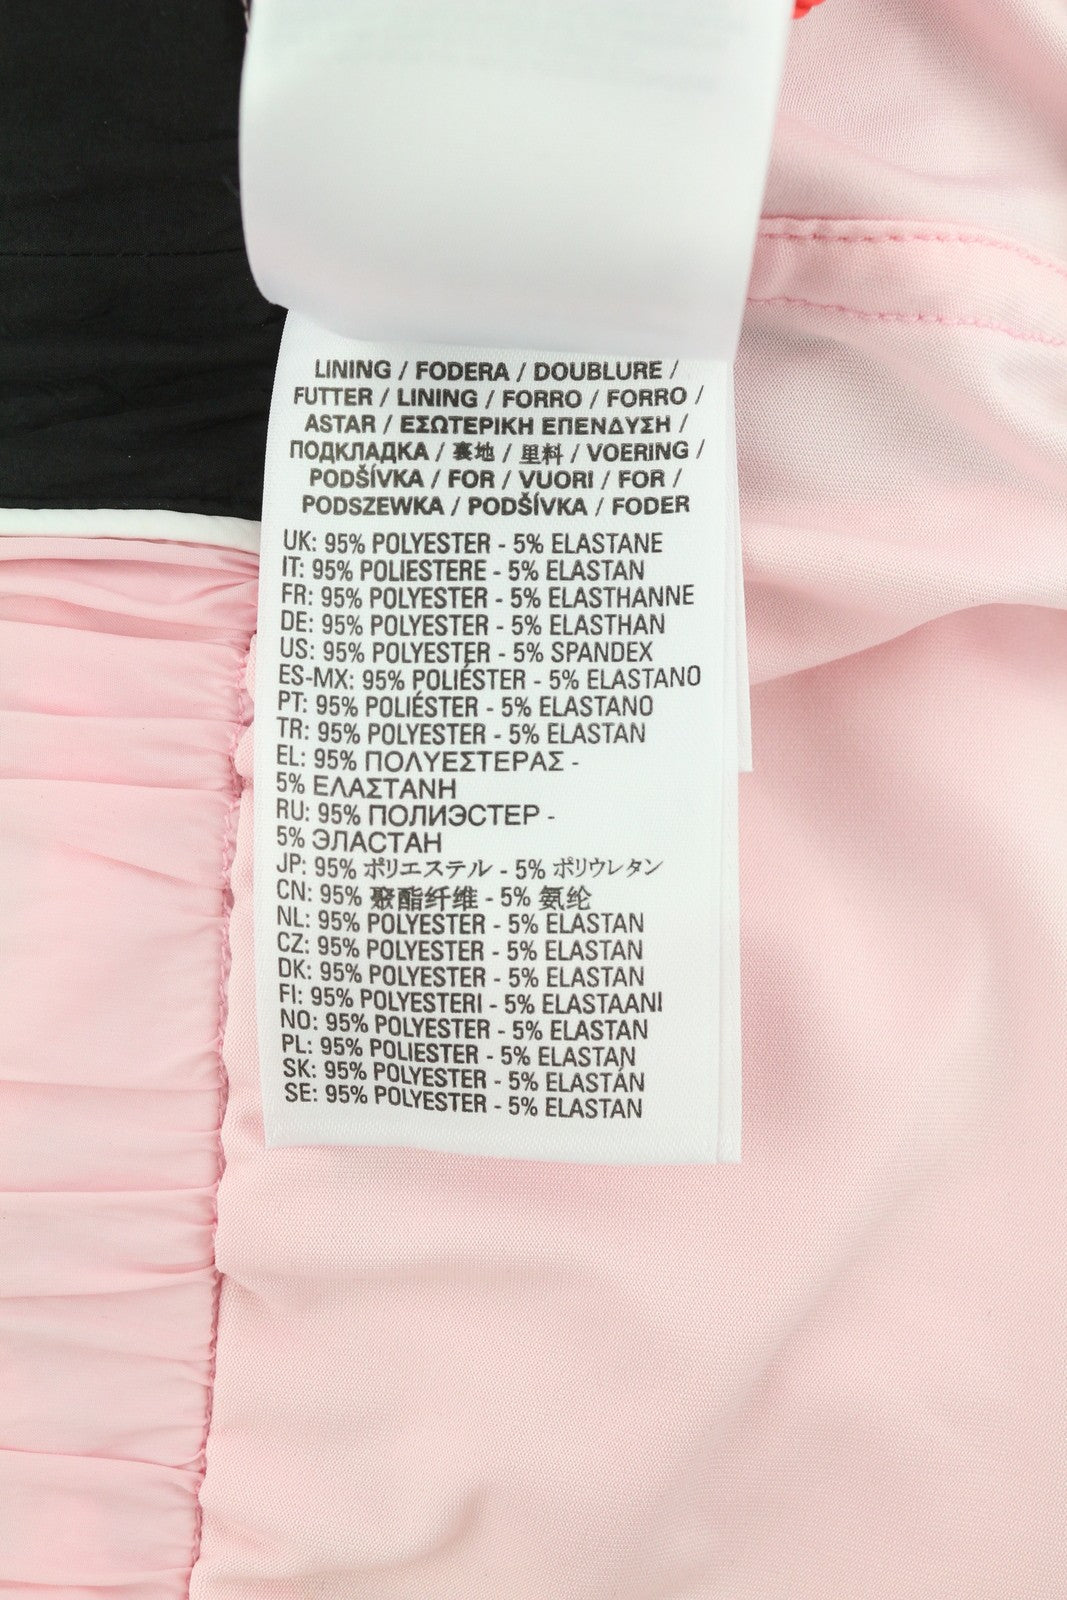 LINING / FODERA / DOUBLURE /
FUTTER / LINING / FORRO / FORRO /
ASTAR / ΕΣΩΤΕΡΙΚΗ ΕΠΕΝΔΥΣΗ /
ПОДКЛАДКА / 裏地 / 里料 / VOERING /
PODŠÍVKA / FOR / VUORI / FOR /
PODSZEWKA / PODŠÍVKA / FODER
UK: 95% POLYESTER - 5% ELASTANE
IT: 95% POLIESTERE - 5% ELASTAN
FR: 95% POLYESTER - 5% ELASTHANNE
DE: 95% POLYESTER - 5% ELASTHAN
US: 95% POLYESTER - 5% SPANDEX
ES-MX: 95% POLIÉSTER - 5% ELASTANO
PT: 95% POLIÉSTER - 5% ELASTANO
TR: 95% POLYESTER - 5% ELASTAN
EL: 95% ΠΟΛΥΕΣΤΕΡΑΣ -
5% ΕΛΑΣΤΑΝΗ
RU: 95% ПОЛИЭСТЕР -
5% ЭЛАСТАН
JP: 95% ポリエステル - 5% ポリウレタン
CN: 95% 聚酯纤维 - 5% 氨纶
NL: 95% POLYESTER - 5% ELASTAN
CZ: 95% POLYESTER - 5% ELASTAN
DK: 95% POLYESTER - 5% ELASTAN
FI: 95% POLYESTERI - 5% ELASTAANI
NO: 95% POLYESTER - 5% ELASTAN
PL: 95% POLIESTER - 5% ELASTAN
SK: 95% POLYESTER - 5% ELASTÁN
SE: 95% POLYESTER - 5% ELASTAN